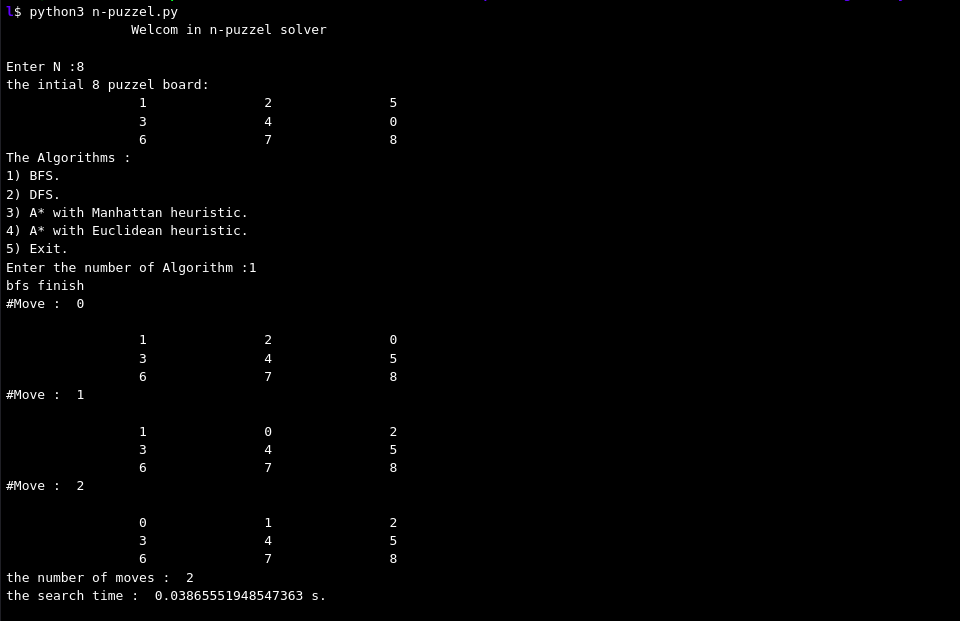 l$ python3 n-puzzel.py
Welcom in n-puzzel solver
Enter N :8
the intial 8 puzzel board:
1 2 5
3 4 0
6 7 8
The Algorithms :
1) BFS.
2) DFS.
3) A* with Manhattan heuristic.
4) A* with Euclidean heuristic.
5) Exit.
Enter the number of Algorithm :1
bfs finish
#Move :  0
1 2 0
3 4 5
6 7 8
#Move :  1
1 0 2
3 4 5
6 7 8
#Move :  2
0 1 2
3 4 5
6 7 8
the number of moves :  2
the search time :  0.03865551948547363 s.